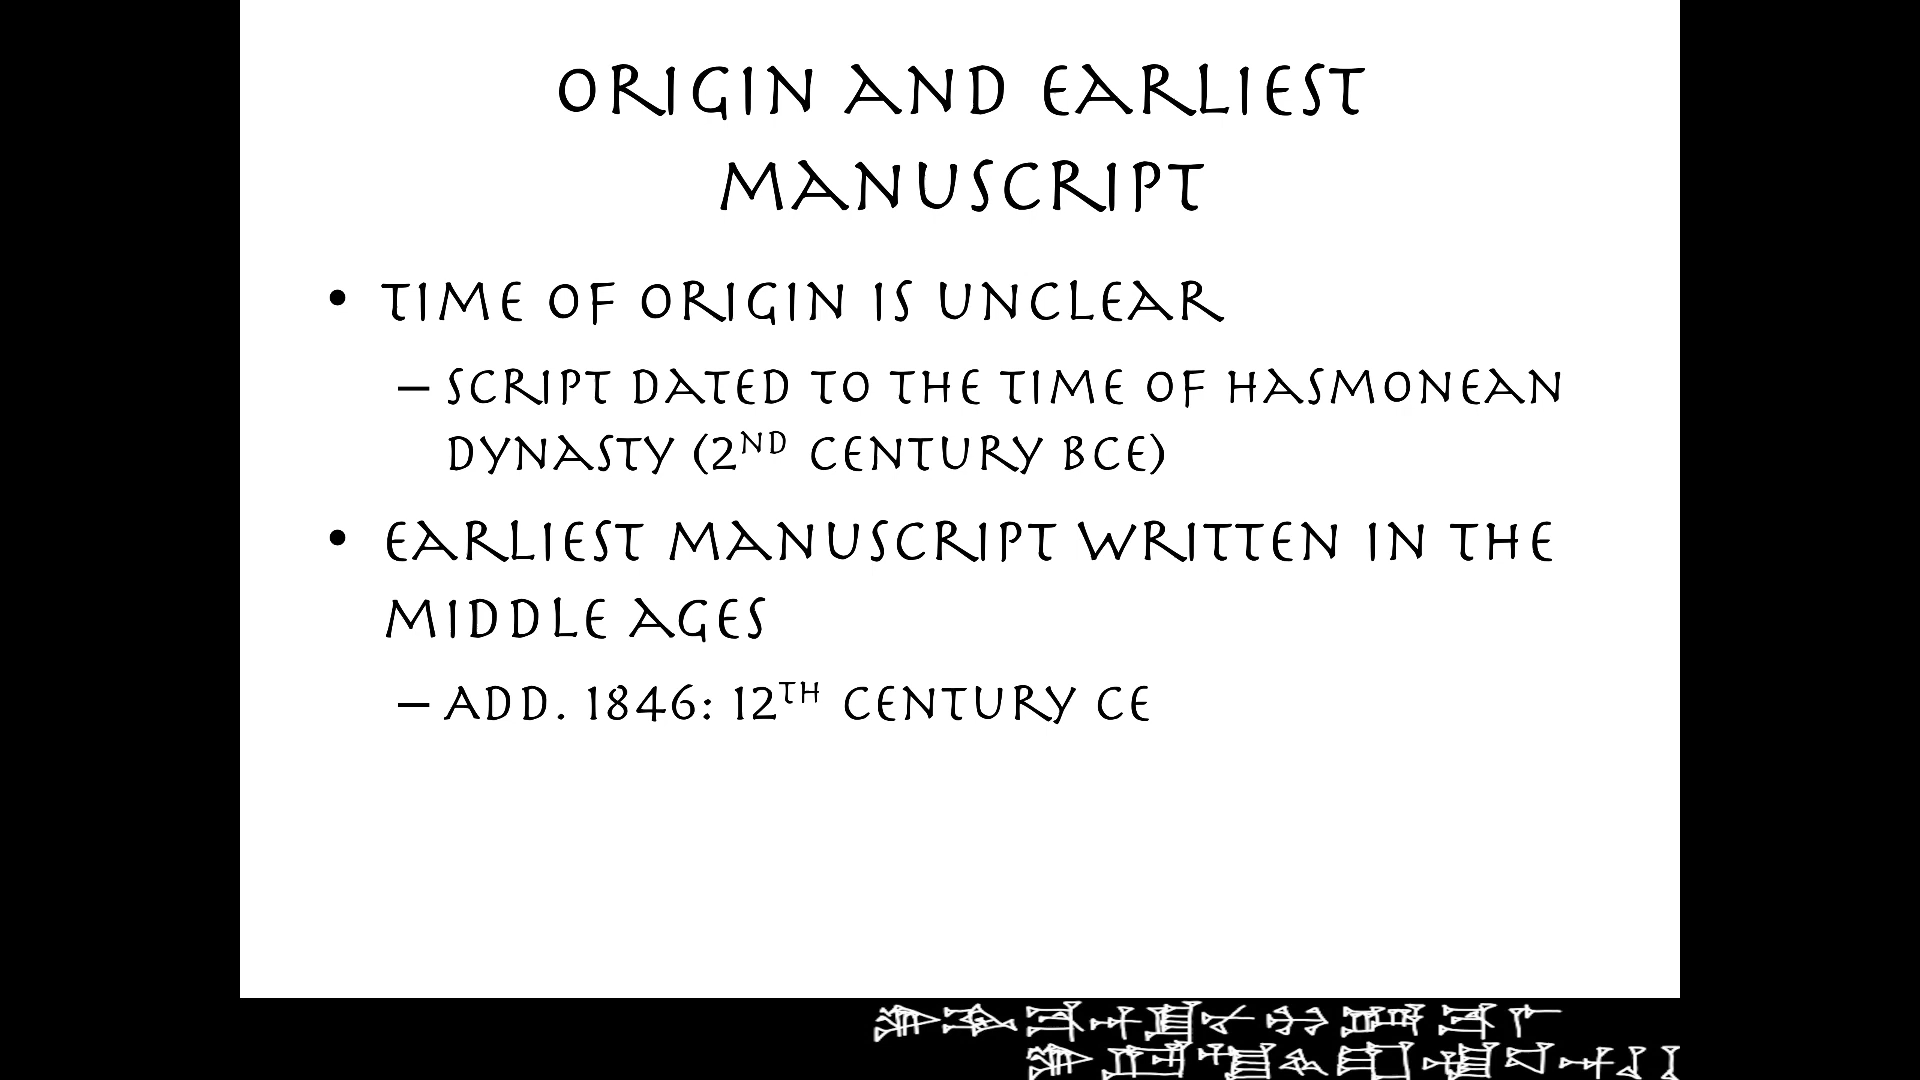 ORIGIN AND EARLIEST
MANUSCRIPT
• TIME OF ORIGIN IS UNCLEAR
– SCRIPT DATED TO THE TIME OF HASMONEAN
DYNASTY (2ND CENTURY BCE)
• EARLIEST MANUSCRIPT WRITTEN IN THE
MIDDLE AGES
– ADD. 1846: 12TH CENTURY CE